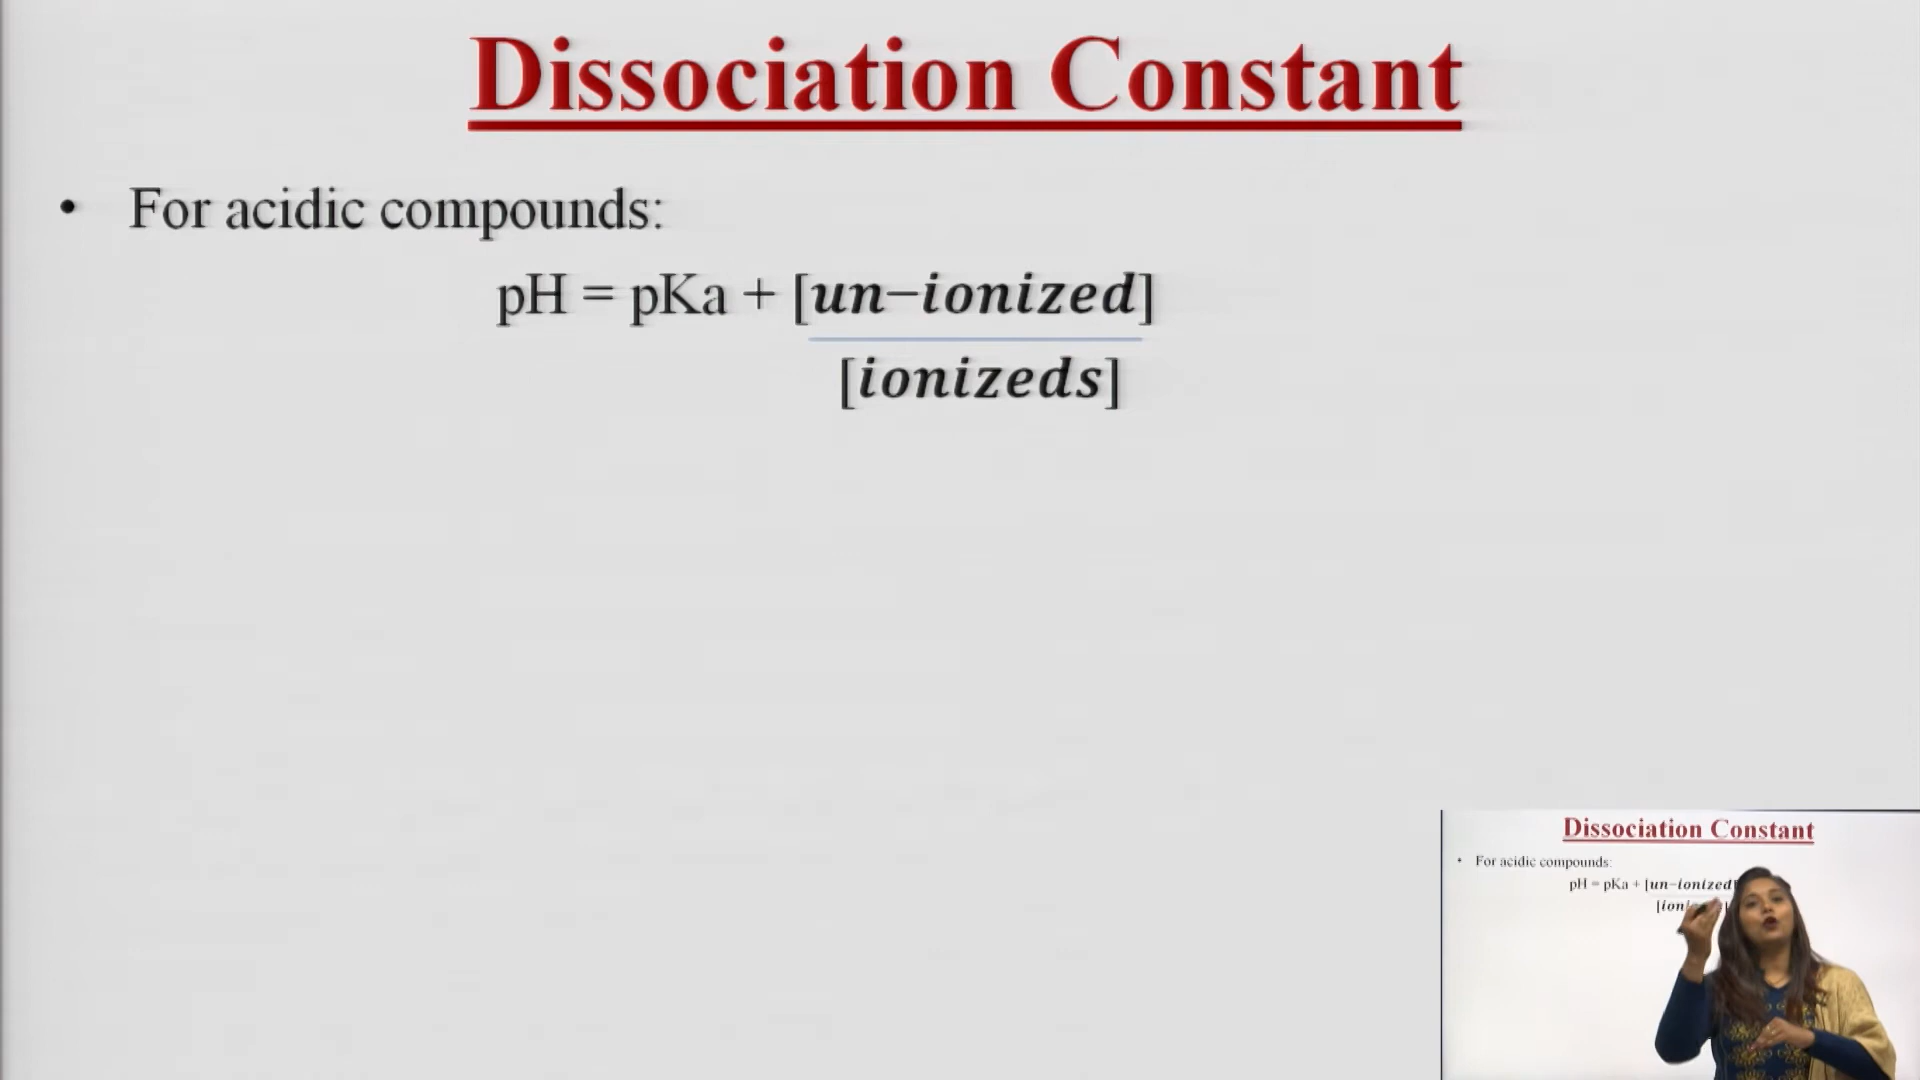 Dissociation Constant
• For acidic compounds:
pH = pKa + [un−ionized]
[ionizeds]
Dissociation Constant
• For acidic compounds:
pH = pKa + [un−ionized